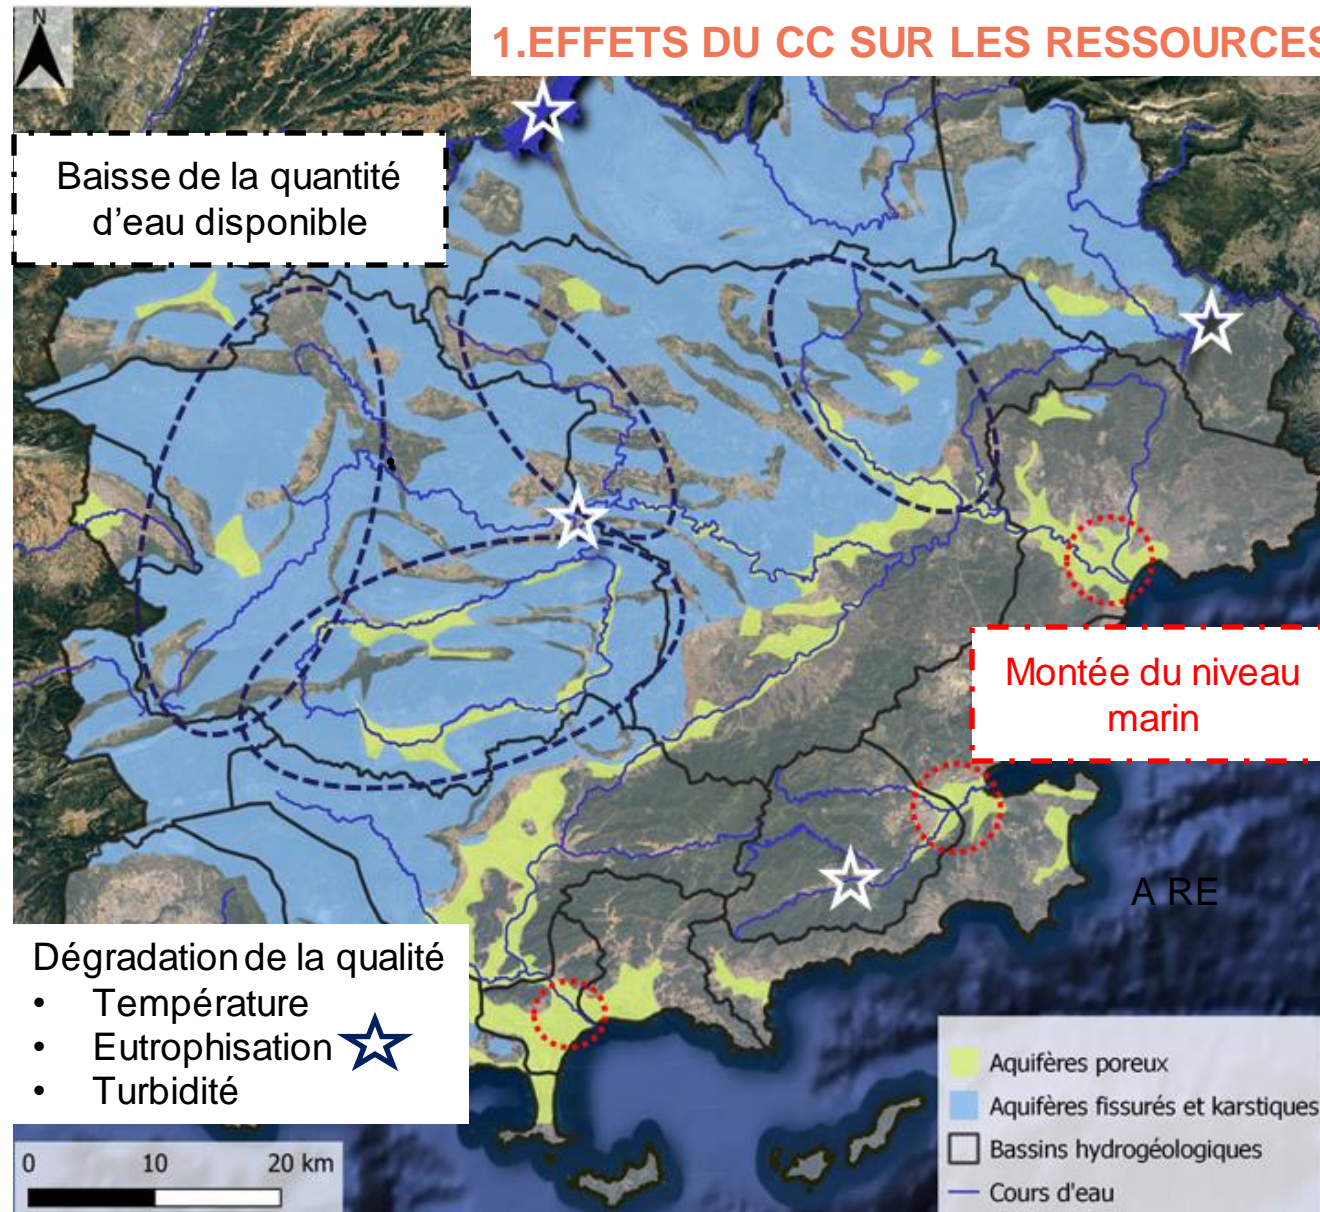 N
1.EFFETS DU CC SUR LES RESSOURCES
Baisse de la quantité
d'eau disponible
Montée du niveau
marin
A RE
Dégradation de la qualité
• Température
• Eutrophisation
• Turbidité
Aquifères poreux
Aquifères fissurés et karstiques
Bassins hydrogéologiques
Cours d'eau
0 10 20 km